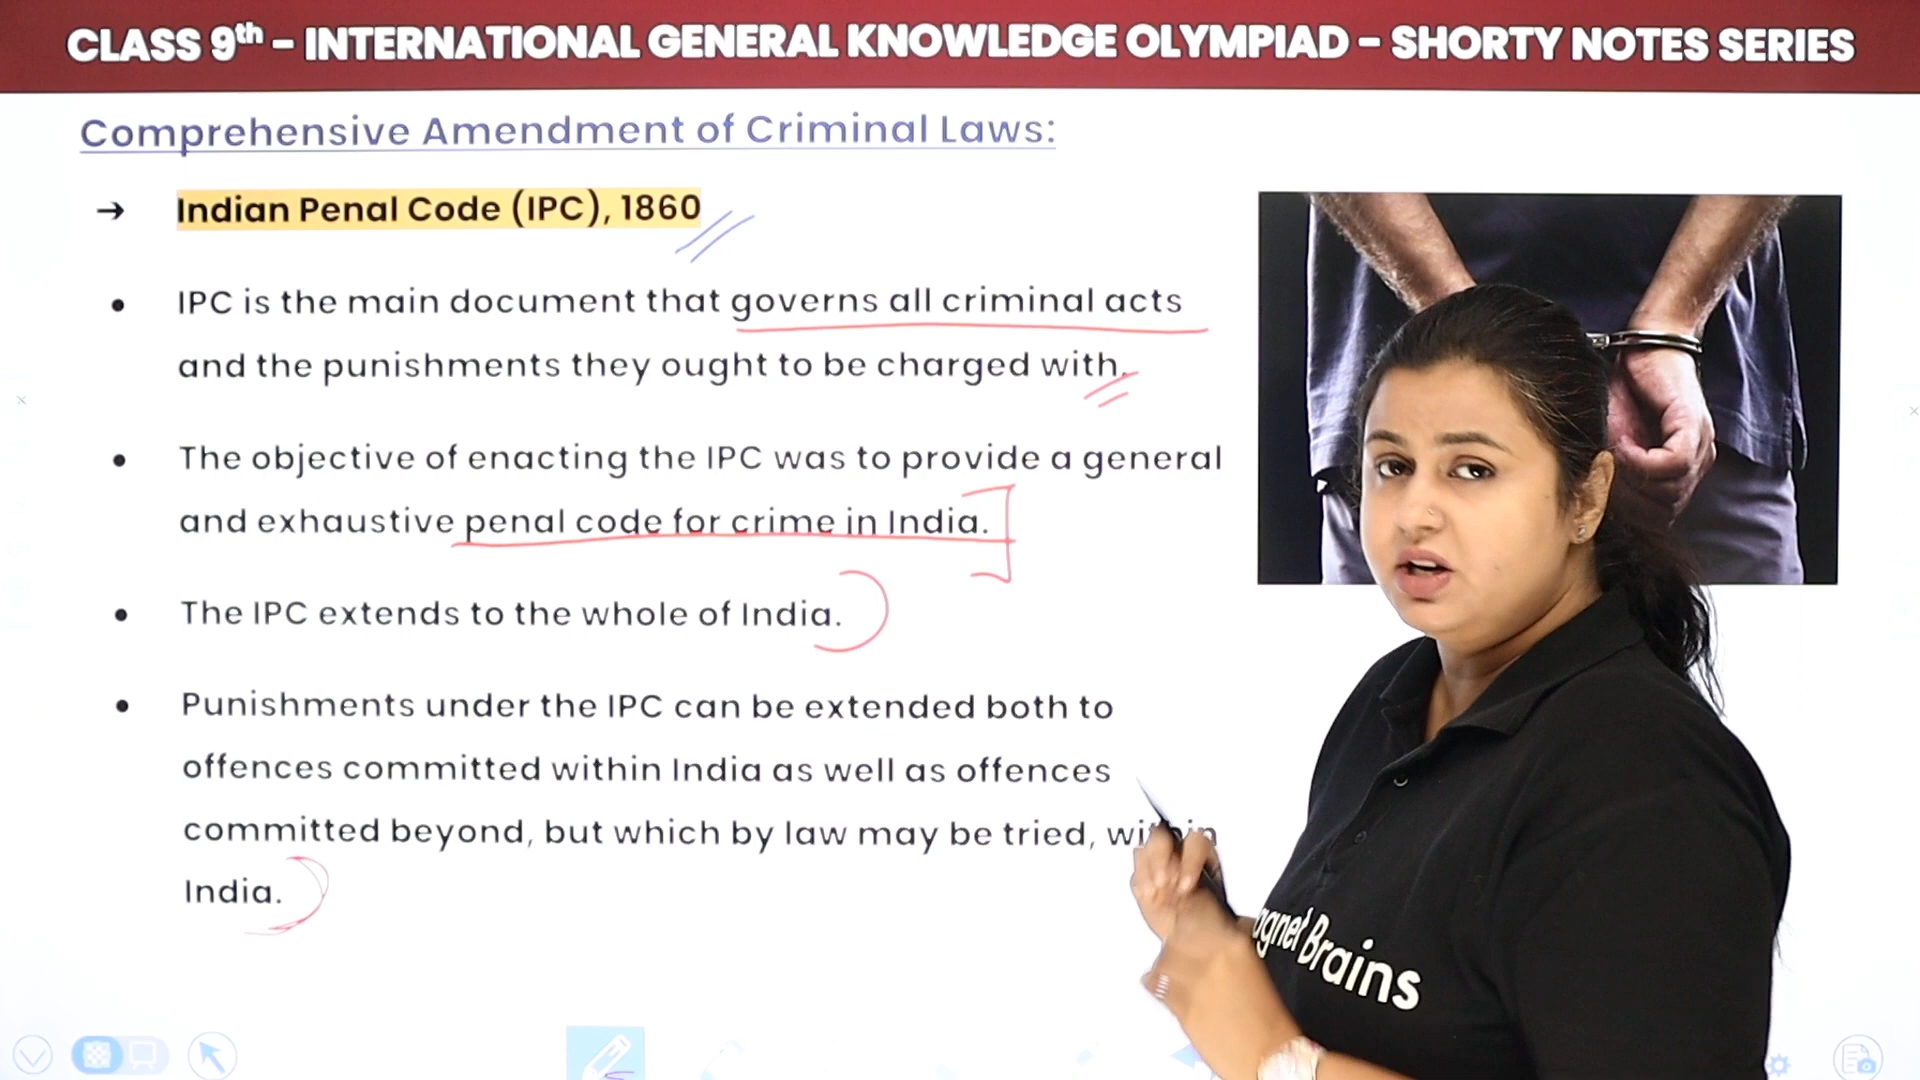 CLASS 9th – INTERNATIONAL GENERAL KNOWLEDGE OLYMPIAD – SHORTY NOTES SERIES
Comprehensive Amendment of Criminal Laws:
→ Indian Penal Code (IPC), 1860
• IPC is the main document that governs all criminal acts
and the punishments they ought to be charged with.
• The objective of enacting the IPC was to provide a general
and exhaustive penal code for crime in India.
• The IPC extends to the whole of India.
• Punishments under the IPC can be extended both to
offences committed within India as well as offences
committed beyond, but which by law may be tried, within
India.
agnet Brains